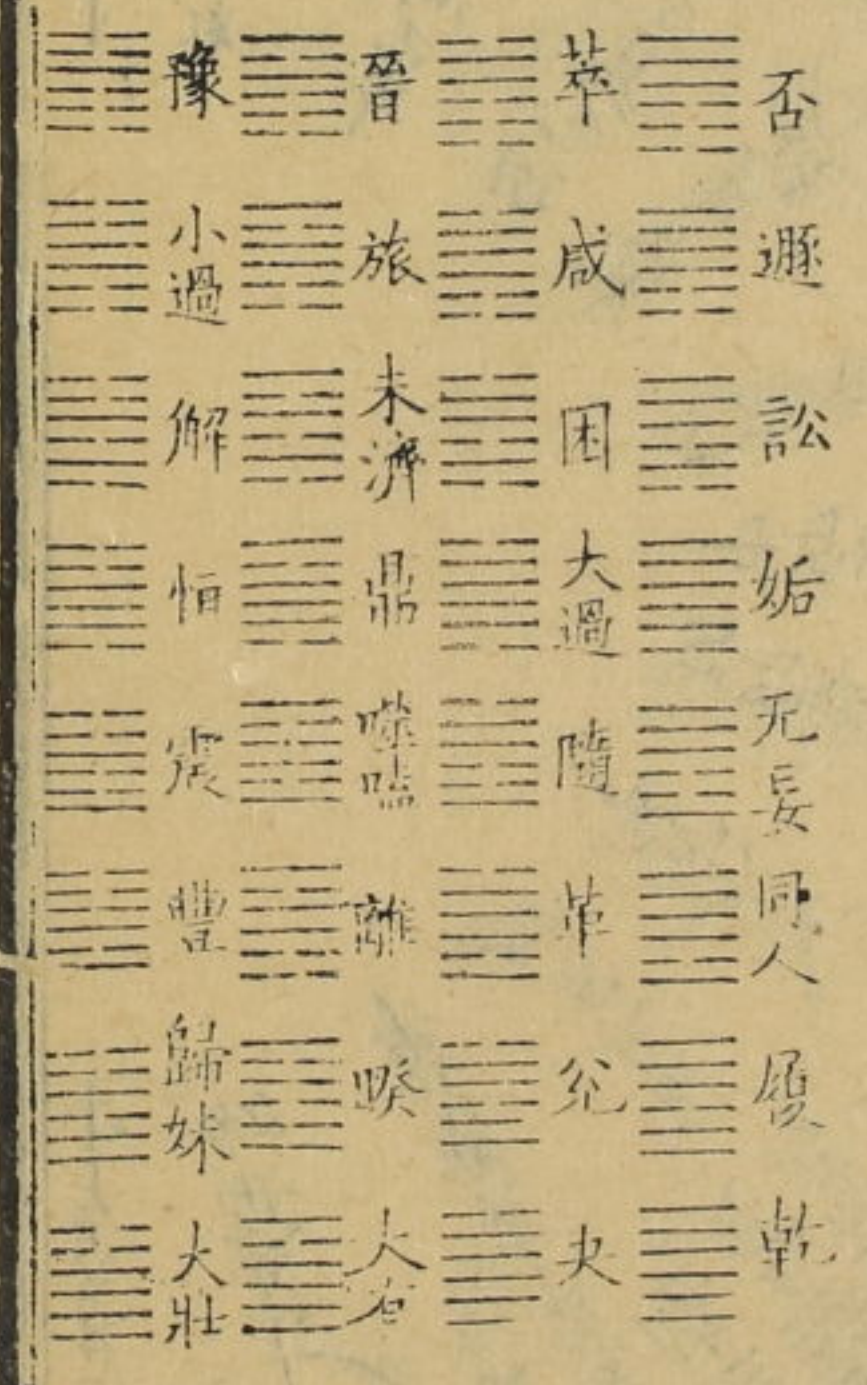 否 遯 訟 姤 无妄 同人 履 乾
萃 咸 困 大過 隨 革 兊 夬
晉 旅 未濟 鼎 噬嗑 離 睽 大有
豫 小過 解 恒 震 豐 歸妹 大壯